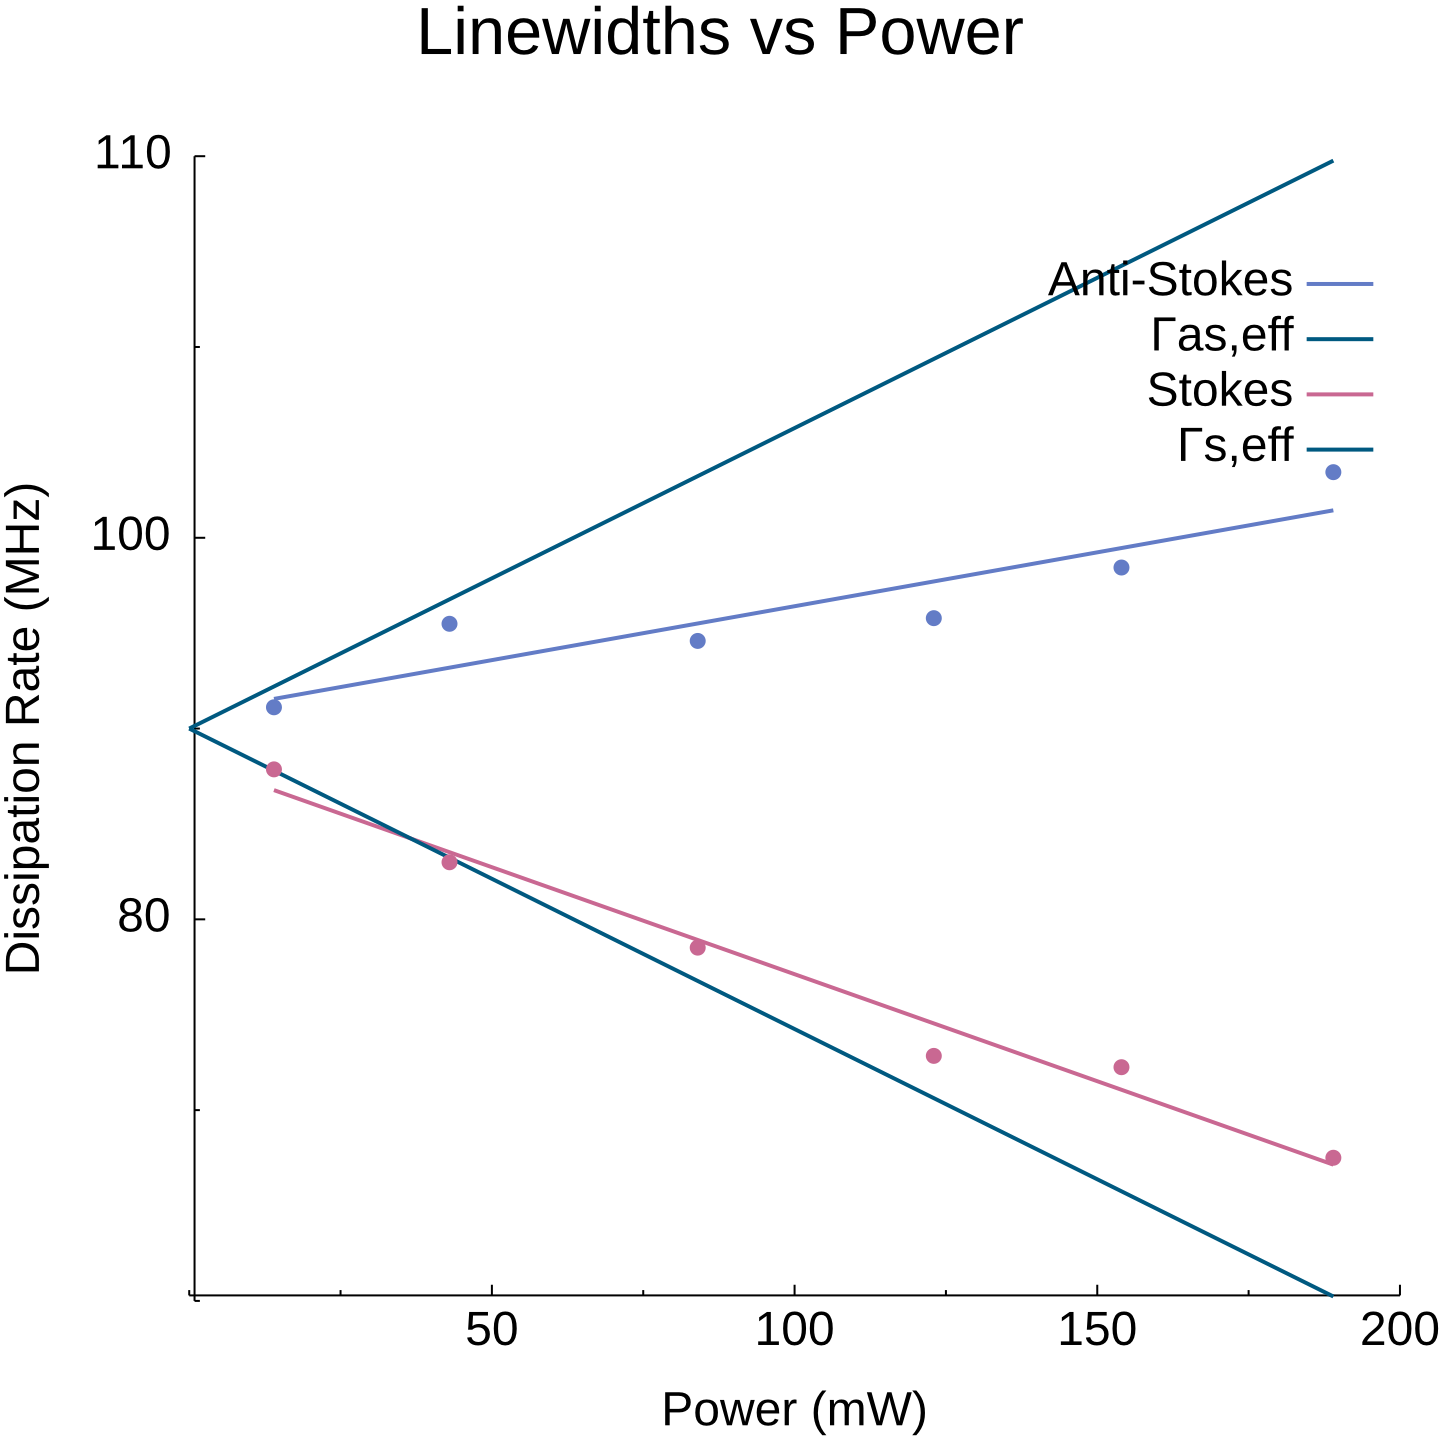 Linewidths vs Power
110
100
80
Dissipation Rate (MHz)
Anti-Stokes
Γas,eff
Stokes
Γs,eff
50
100
150
200
Power (mW)